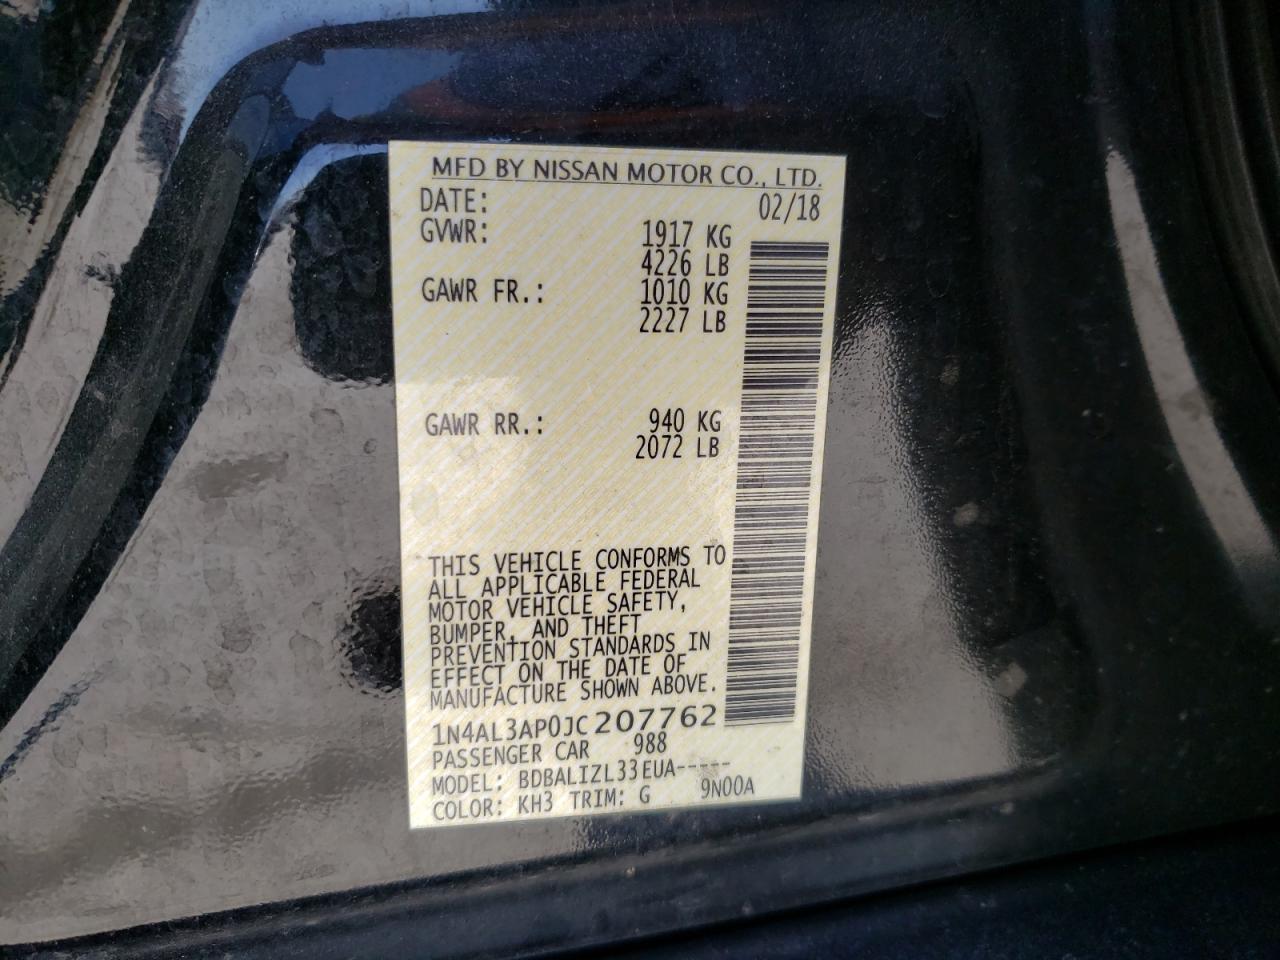 MFD BY NISSAN MOTOR CO., LTD.
DATE: 02/18
GVWR: 1917 KG
4226 LB
GAWR FR.: 1010 KG
2227 LB
GAWR RR.: 940 KG
2072 LB
THIS VEHICLE CONFORMS TO
ALL APPLICABLE FEDERAL
MOTOR VEHICLE SAFETY,
BUMPER, AND THEFT
PREVENTION STANDARDS IN
EFFECT ON THE DATE OF
MANUFACTURE SHOWN ABOVE.
1N4AL3AP0JC207762
PASSENGER CAR 988
MODEL: BDBALIZL33EUA-----
COLOR: KH3 TRIM: G 9N00A